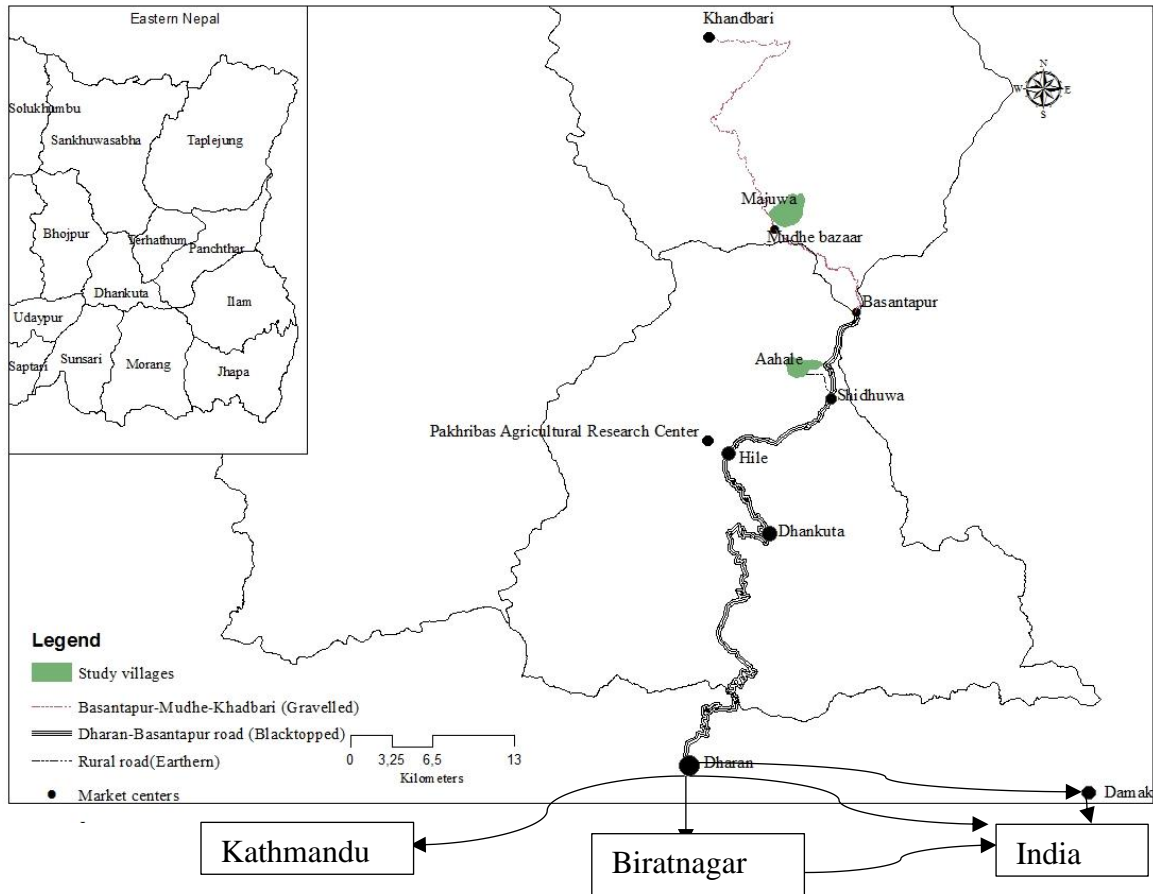 Eastern Nepal
Solukhumbu
Sankhuwasabha
Taplejung
Bhojpur
Terhathum
Panchthar
Dhankuta
Ilam
Udaypur
Saptari
Sunsari
Morang
Jhapa
Khandbari
N
W E
S
Majuwa
Mudhe bazaar
Basantapur
Aahale
Shidhuwa
Pakhribas Agricultural Research Center
Hile
Dhankuta
Legend
Study villages
Basantapur-Mudhe-Khadbari (Gravelled)
Dharan-Basantapur road (Blacktopped)
Rural road(Earthern)
Market centers
0 3,25 6,5 13
Kilometers
Dharan
Damak
Kathmandu
Biratnagar
India